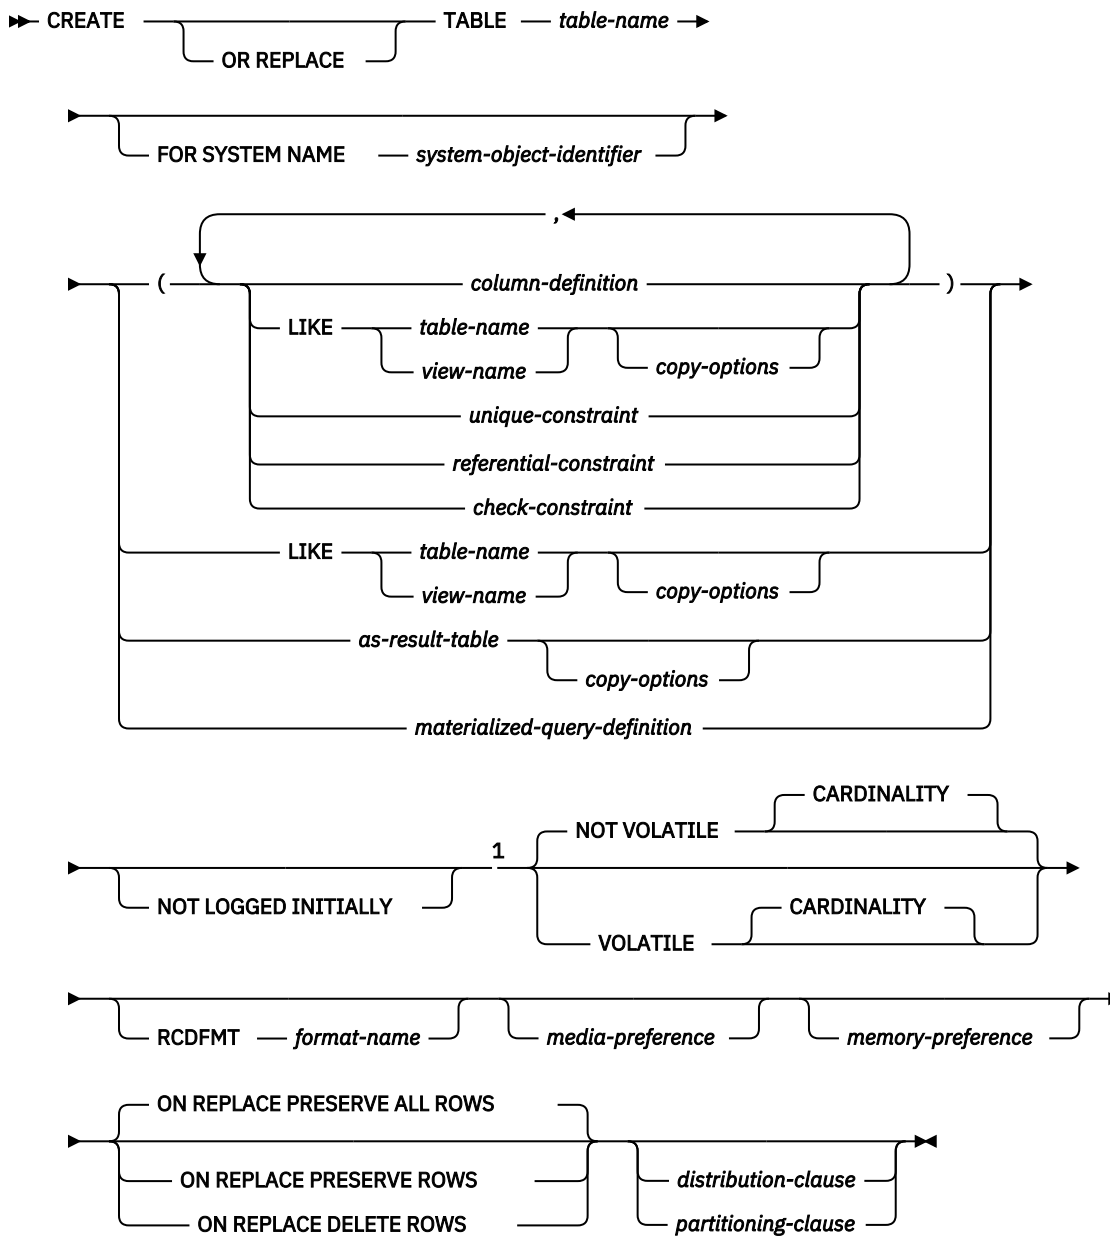 CREATE TABLE table-name
OR REPLACE
FOR SYSTEM NAME system-object-identifier
,
( column-definition )
LIKE table-name
view-name copy-options
unique-constraint
referential-constraint
check-constraint
LIKE table-name
view-name copy-options
as-result-table
copy-options
materialized-query-definition
CARDINALITY
NOT VOLATILE
1
NOT LOGGED INITIALLY CARDINALITY
VOLATILE
RCDFMT format-name media-preference memory-preference
ON REPLACE PRESERVE ALL ROWS
ON REPLACE PRESERVE ROWS distribution-clause
ON REPLACE DELETE ROWS partitioning-clause